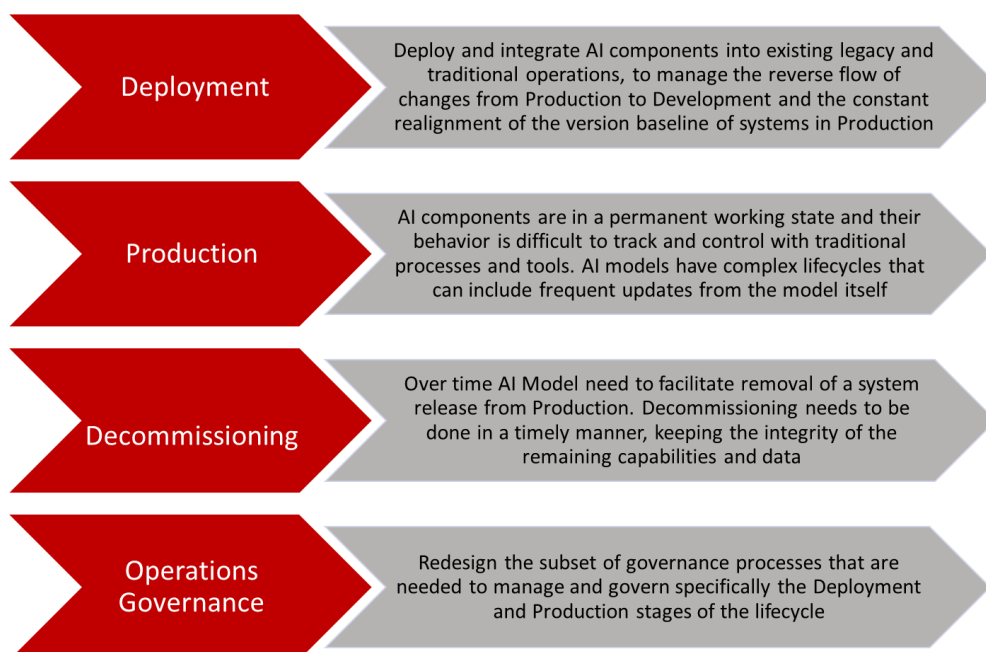 Deployment
Deploy and integrate AI components into existing legacy and
traditional operations, to manage the reverse flow of
changes from Production to Development and the constant
realignment of the version baseline of systems in Production
Production
AI components are in a permanent working state and their
behavior is difficult to track and control with traditional
processes and tools. AI models have complex lifecycles that
can include frequent updates from the model itself
Decommissioning
Over time AI Model need to facilitate removal of a system
release from Production. Decommissioning needs to be
done in a timely manner, keeping the integrity of the
remaining capabilities and data
Operations
Governance
Redesign the subset of governance processes that are
needed to manage and govern specifically the Deployment
and Production stages of the lifecycle